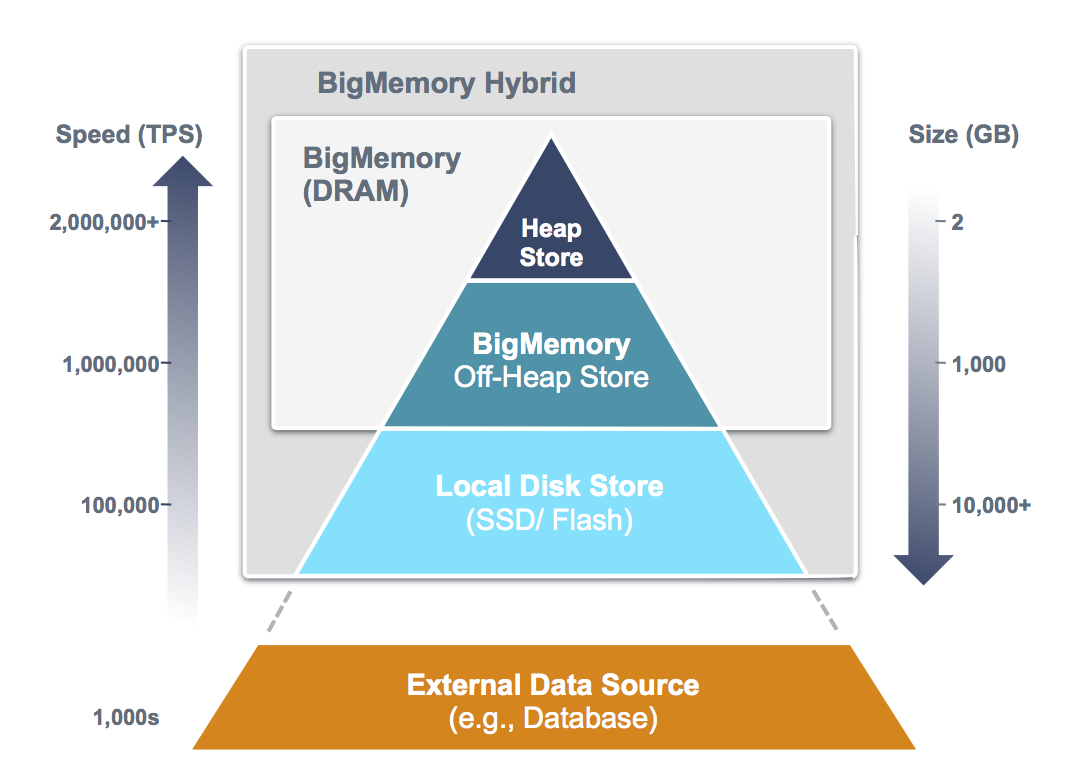 BigMemory Hybrid
Speed (TPS)
Size (GB)
BigMemory
(DRAM)
2,000,000+
Heap
Store
2
1,000,000
BigMemory
Off-Heap Store
1,000
100,000
Local Disk Store
(SSD/ Flash)
10,000+
External Data Source
(e.g., Database)
1,000s